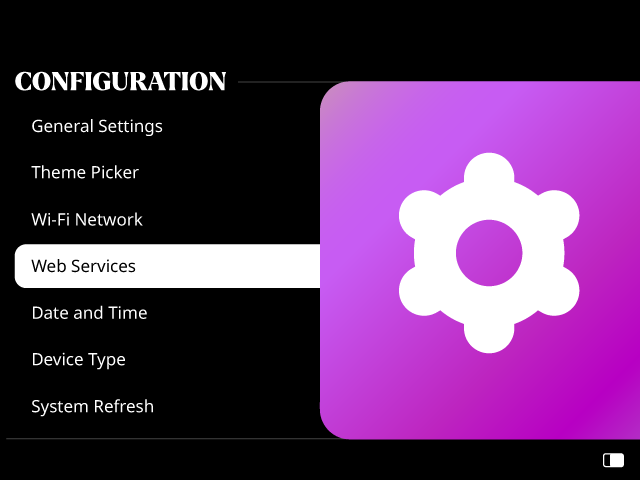 CONFIGURATION
General Settings
Theme Picker
Wi-Fi Network
Web Services
Date and Time
Device Type
System Refresh